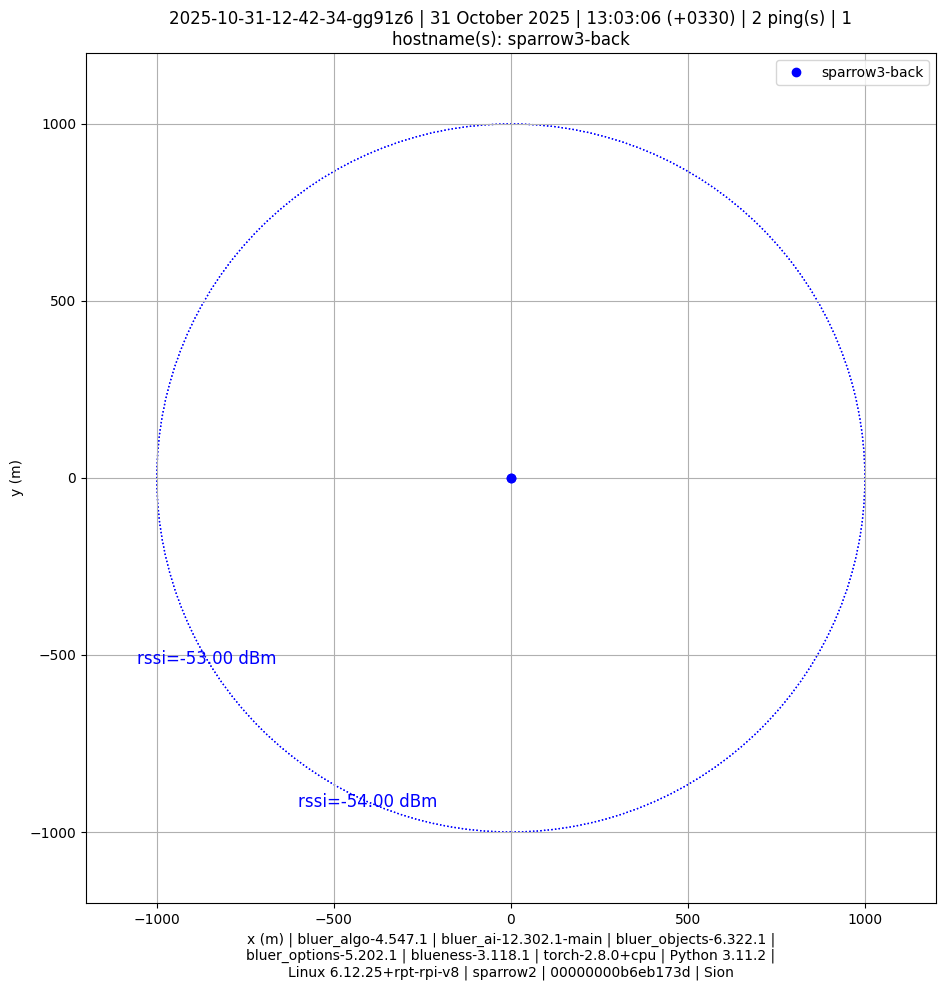 2025-10-31-12-42-34-gg91z6 | 31 October 2025 | 13:03:06 (+0330) | 2 ping(s) | 1
hostname(s): sparrow3-back
sparrow3-back
1000
500
y (m)
0
−500
rssi=-53.00 dBm
rssi=-54.00 dBm
−1000
−1000
−500
0
500
1000
x (m) | bluer_algo-4.547.1 | bluer_ai-12.302.1-main | bluer_objects-6.322.1 |
bluer_options-5.202.1 | blueness-3.118.1 | torch-2.8.0+cpu | Python 3.11.2 |
Linux 6.12.25+rpt-rpi-v8 | sparrow2 | 00000000b6eb173d | Sion